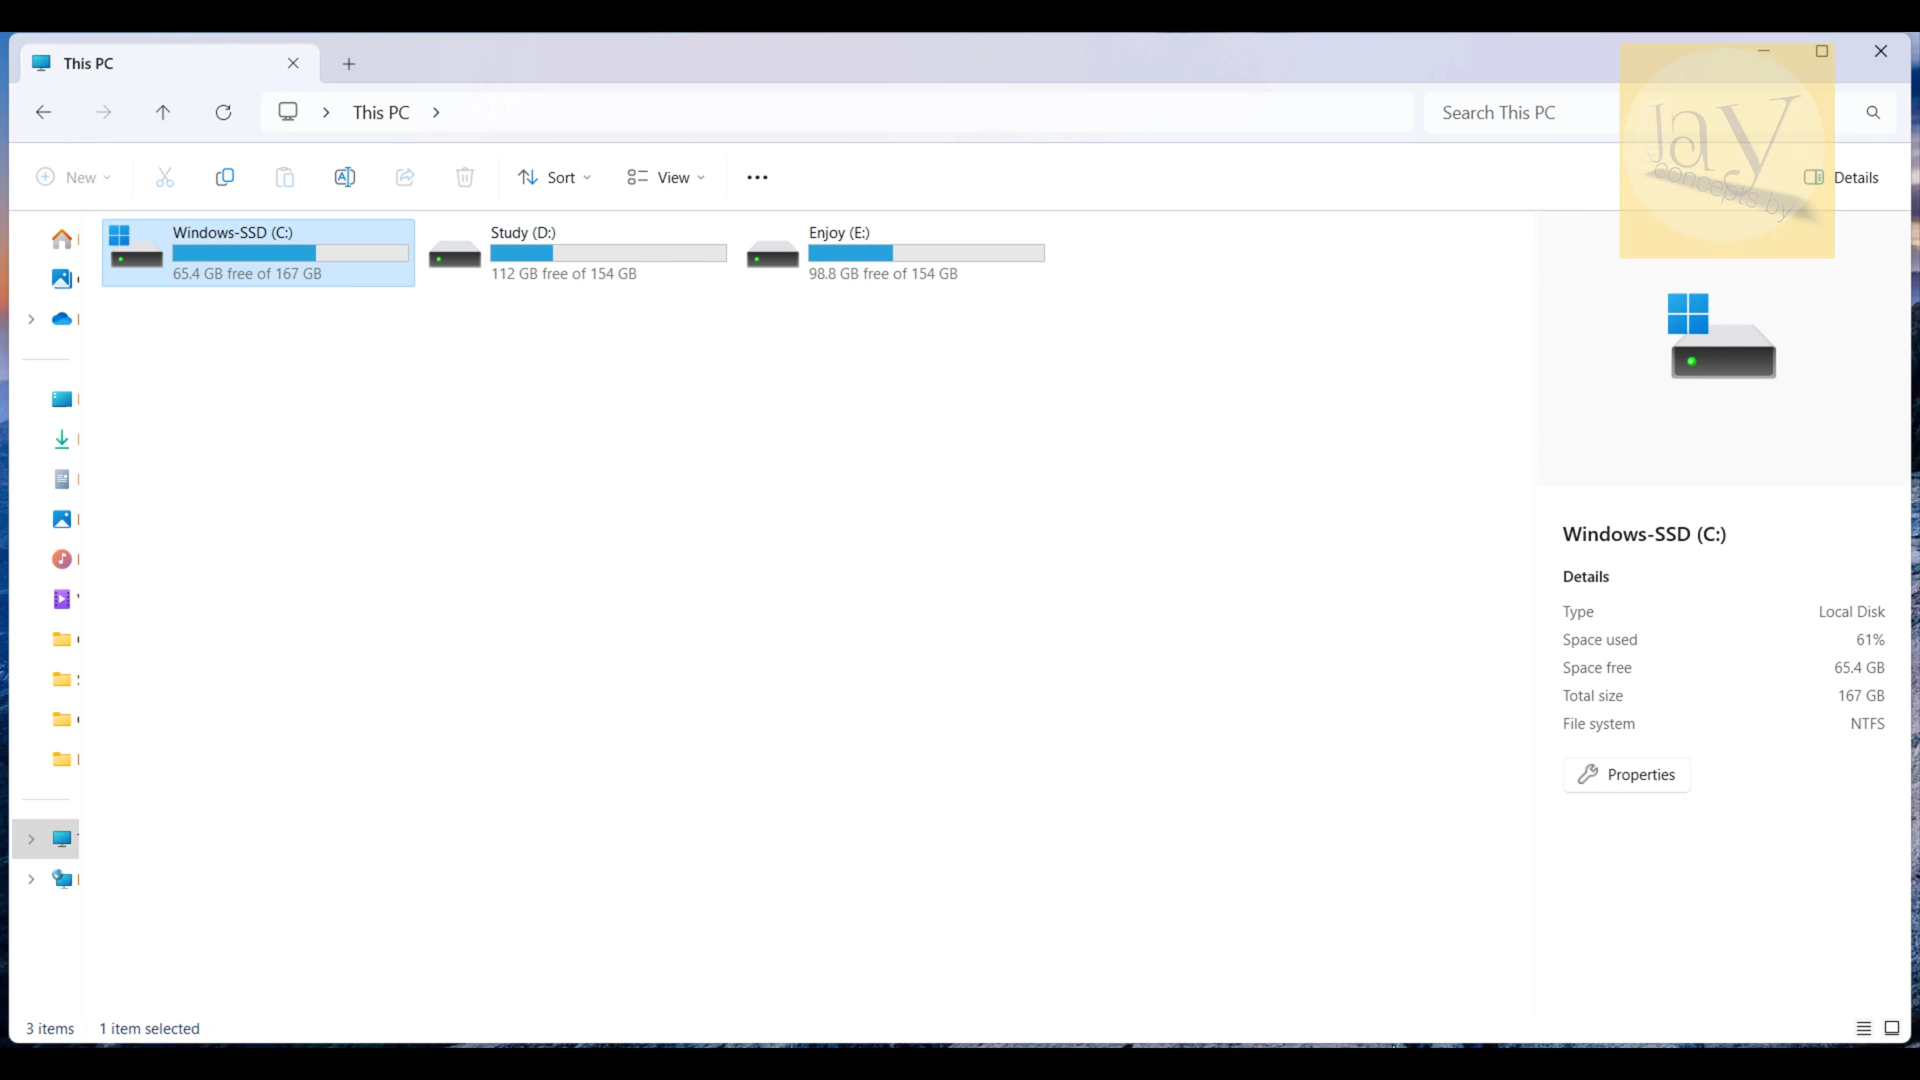 This PC
This PC
Search This PC
Jay
concepts by
New
Sort
View
Details
Windows-SSD (C:)
65.4 GB free of 167 GB
Study (D:)
112 GB free of 154 GB
Enjoy (E:)
98.8 GB free of 154 GB
Windows-SSD (C:)
Details
Type Local Disk
Space used 61%
Space free 65.4 GB
Total size 167 GB
File system NTFS
Properties
3 items 1 item selected